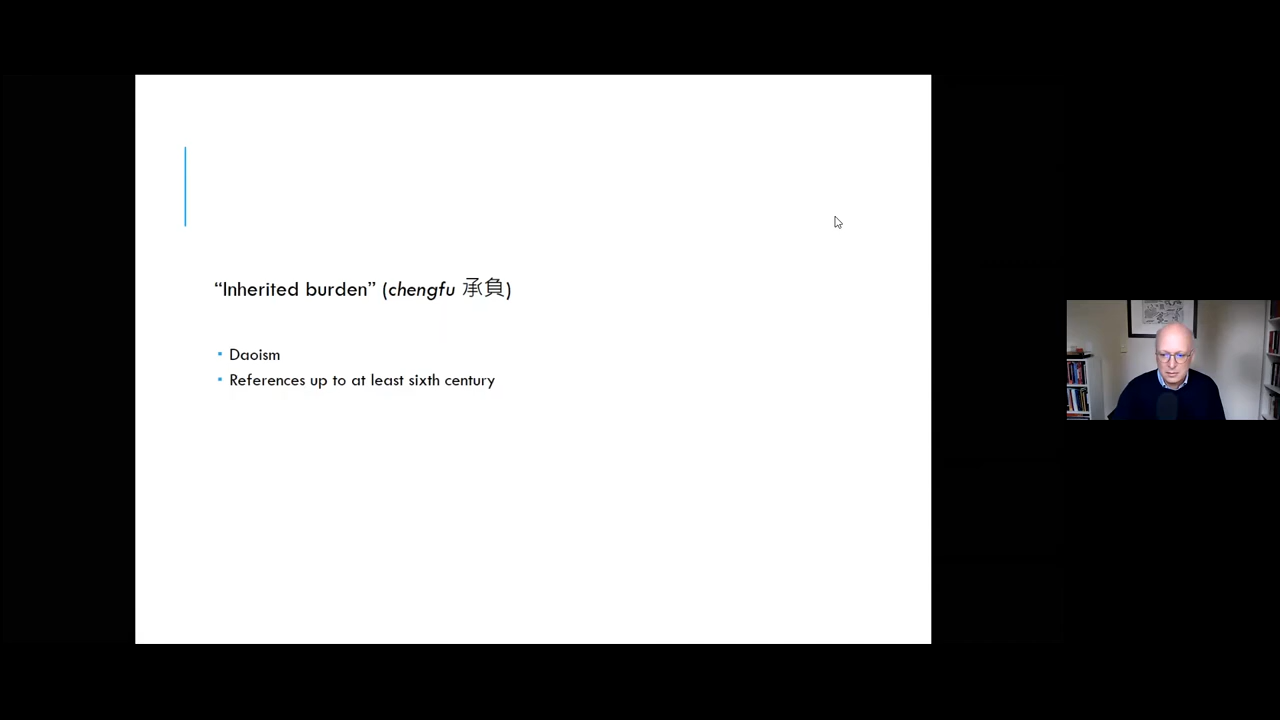 “Inherited burden” (chengfu 承負)
Daoism
References up to at least sixth century